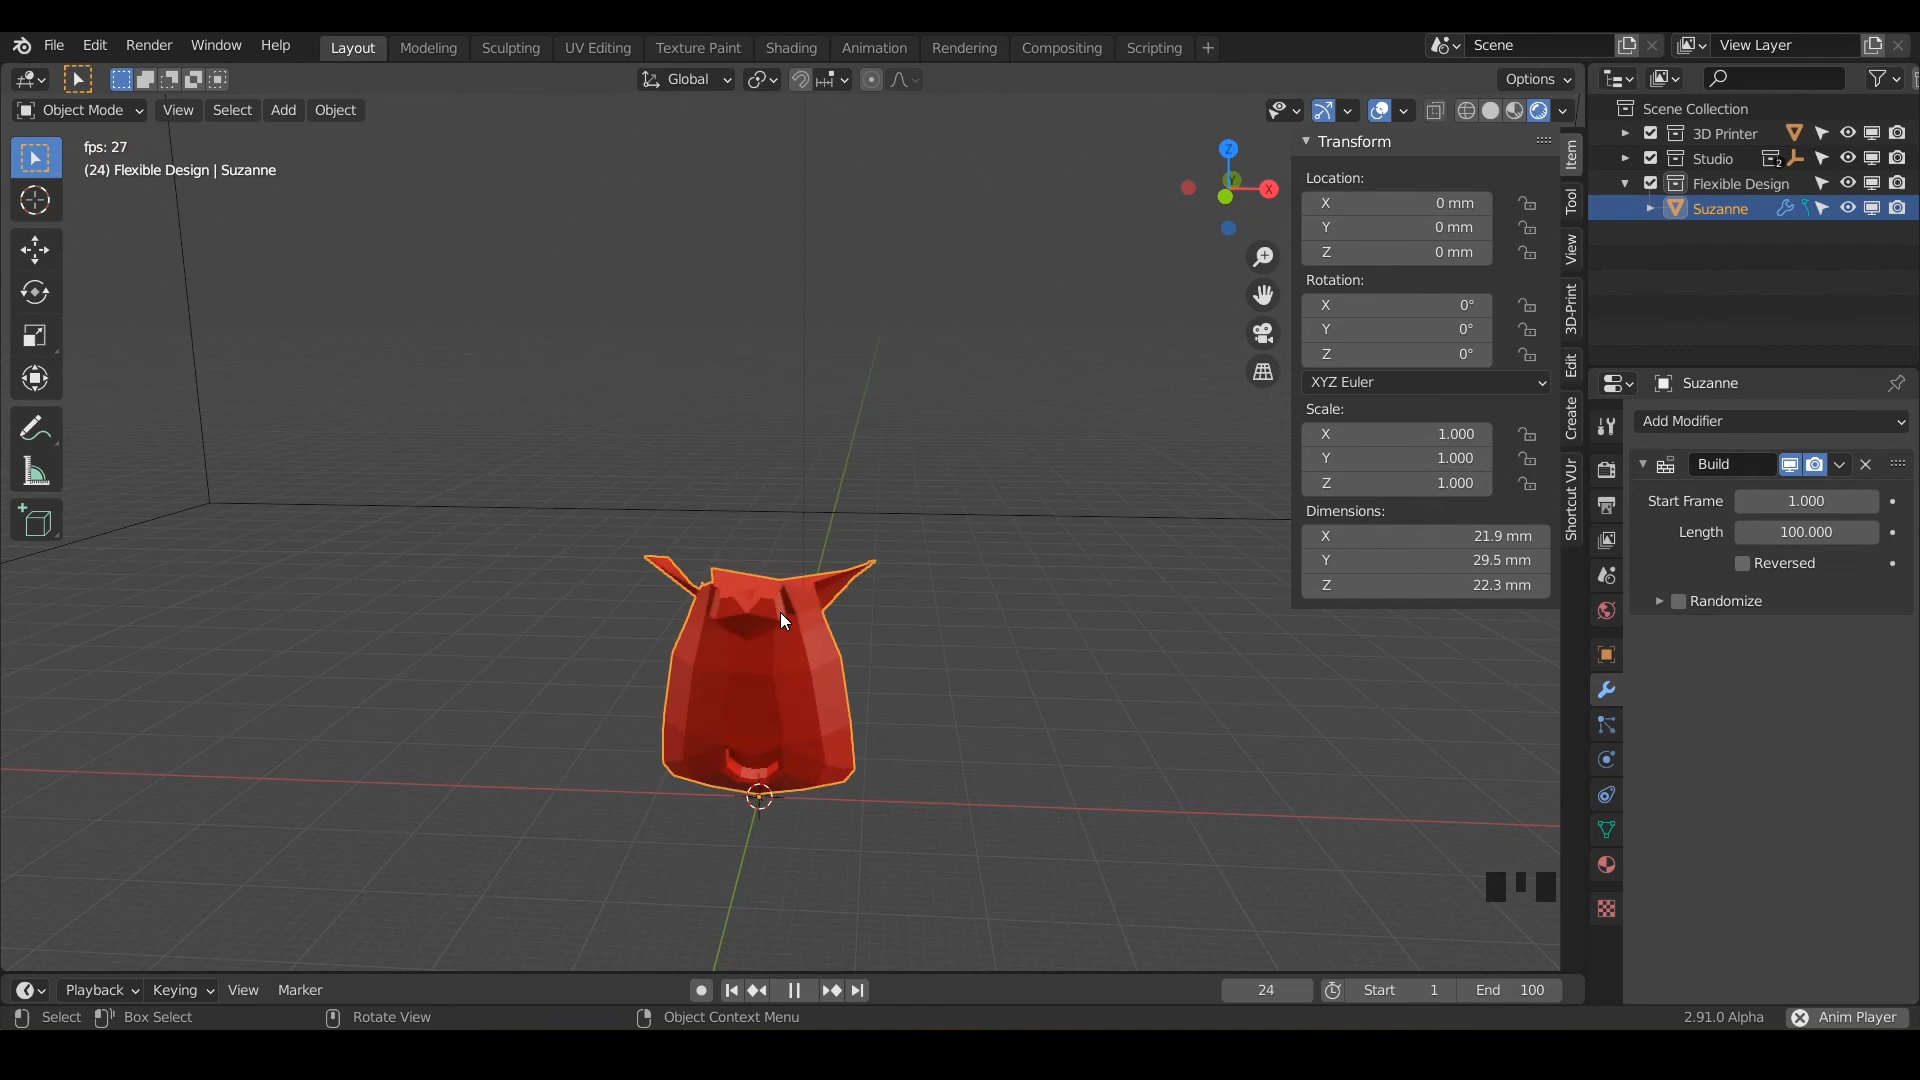 File Edit Render Window Help
Layout Modeling Sculpting UV Editing Texture Paint Shading Animation Rendering Compositing Scripting +
Scene View Layer
Global Options
Object Mode View Select Add Object
fps: 27
(24) Flexible Design | Suzanne
Z
Y
X
Transform
Location:
X 0 mm
Y 0 mm
Z 0 mm
Rotation:
X 0°
Y 0°
Z 0°
XYZ Euler
Scale:
X 1.000
Y 1.000
Z 1.000
Dimensions:
X 21.9 mm
Y 29.5 mm
Z 22.3 mm
Item
Tool
View
3D-Print
Edit
Create
Shortcut VUr
Scene Collection
3D Printer
Studio 2
Flexible Design
Suzanne
Suzanne
Add Modifier
Build
Start Frame 1.000
Length 100.000
Reversed
Randomize
Playback Keying View Marker 24 Start 1 End 100
Select Box Select Rotate View Object Context Menu 2.91.0 Alpha Anim Player